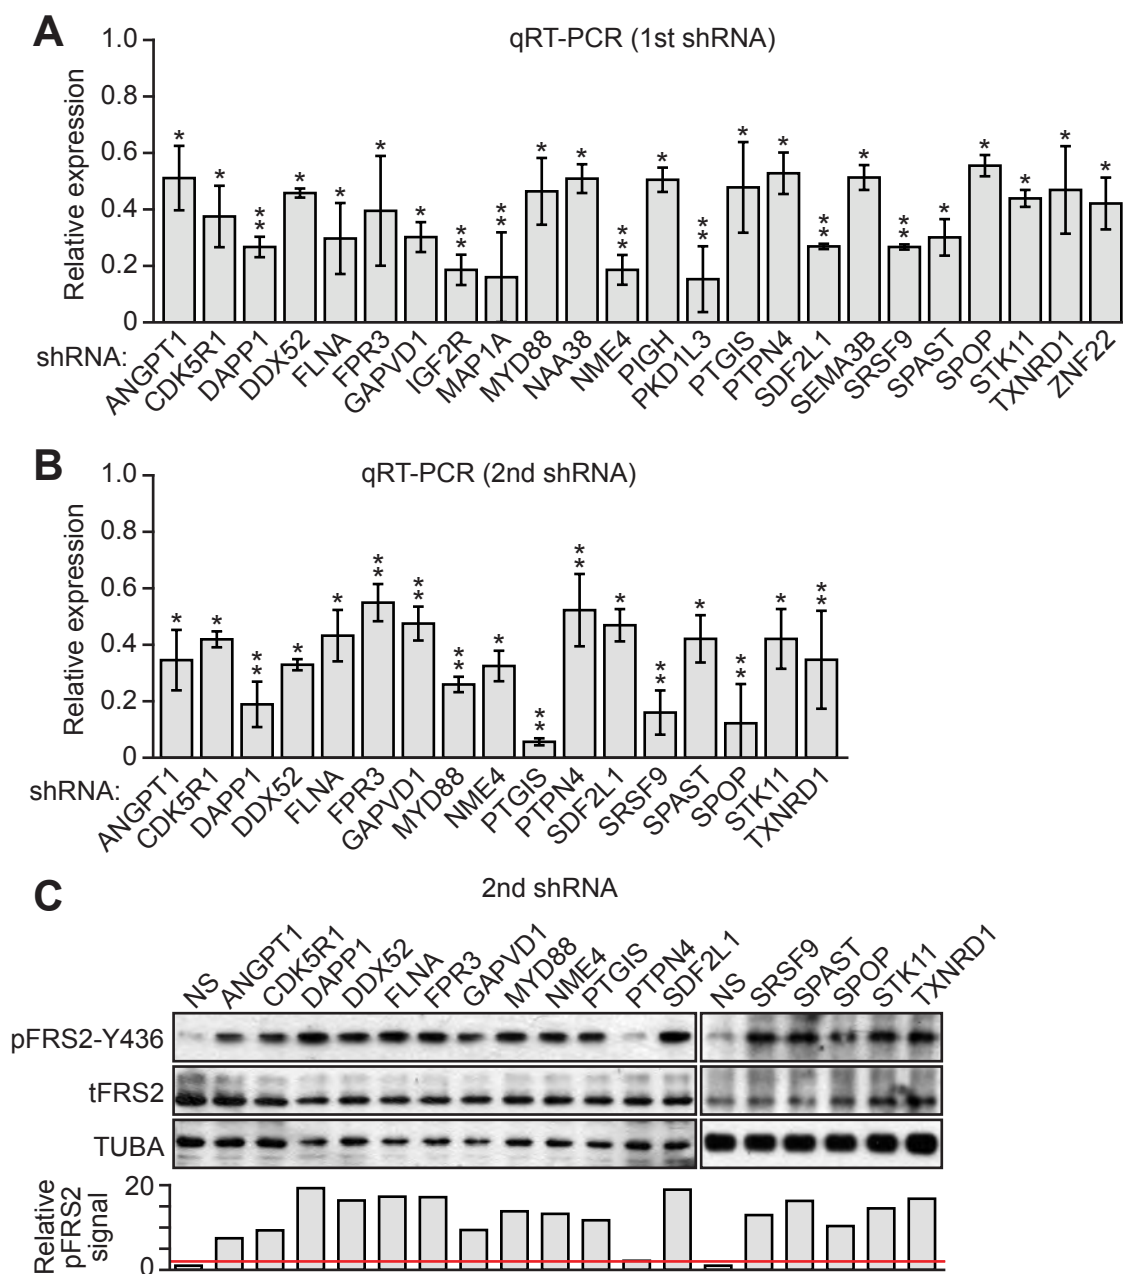 A
qRT-PCR (1st shRNA)
Relative expression
1.0
0.8
0.6
0.4
0.2
0
* * ** * * * * ** ** * * ** * ** * * ** * ** * * * * *
shRNA: ANGPT1 CDK5R1 DAPP1 DDX52 FLNA FPR3 GAPVD1 IGF2R MAP1A MYD88 NAA38 NME4 PIGH PKD1L3 PTGIS PTPN4 SDF2L1 SEMA3B SRSF9 SPAST SPOP STK11 TXNRD1 ZNF22
B
qRT-PCR (2nd shRNA)
Relative expression
1.0
0.8
0.6
0.4
0.2
0
* * ** * * ** ** ** * ** ** * ** * ** * **
shRNA: ANGPT1 CDK5R1 DAPP1 DDX52 FLNA FPR3 GAPVD1 MYD88 NME4 PTGIS PTPN4 SDF2L1 SRSF9 SPAST SPOP STK11 TXNRD1
C
2nd shRNA
NS ANGPT1 CDK5R1 DAPP1 DDX52 FLNA FPR3 GAPVD1 MYD88 NME4 PTGIS PTPN4 SDF2L1 NS SRSF9 SPAST SPOP STK11 TXNRD1
pFRS2-Y436
tFRS2
TUBA
Relative
pFRS2
signal
20
0